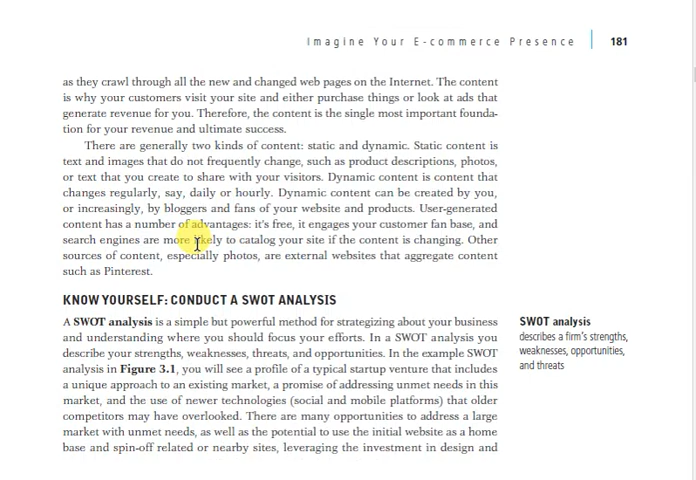 Imagine Your E-commerce Presence 181
as they crawl through all the new and changed web pages on the Internet. The content
is why your customers visit your site and either purchase things or look at ads that
generate revenue for you. Therefore, the content is the single most important founda-
tion for your revenue and ultimate success.
There are generally two kinds of content: static and dynamic. Static content is
text and images that do not frequently change, such as product descriptions, photos,
or text that you create to share with your visitors. Dynamic content is content that
changes regularly, say, daily or hourly. Dynamic content can be created by you,
or increasingly, by bloggers and fans of your website and products. User-generated
content has a number of advantages: it's free, it engages your customer fan base, and
search engines are more likely to catalog your site if the content is changing. Other
sources of content, especially photos, are external websites that aggregate content
such as Pinterest.
KNOW YOURSELF: CONDUCT A SWOT ANALYSIS
A SWOT analysis is a simple but powerful method for strategizing about your business
and understanding where you should focus your efforts. In a SWOT analysis you
describe your strengths, weaknesses, threats, and opportunities. In the example SWOT
analysis in Figure 3.1, you will see a profile of a typical startup venture that includes
a unique approach to an existing market, a promise of addressing unmet needs in this
market, and the use of newer technologies (social and mobile platforms) that older
competitors may have overlooked. There are many opportunities to address a large
market with unmet needs, as well as the potential to use the initial website as a home
base and spin-off related or nearby sites, leveraging the investment in design and
SWOT analysis
describes a firm's strengths,
weaknesses, opportunities,
and threats